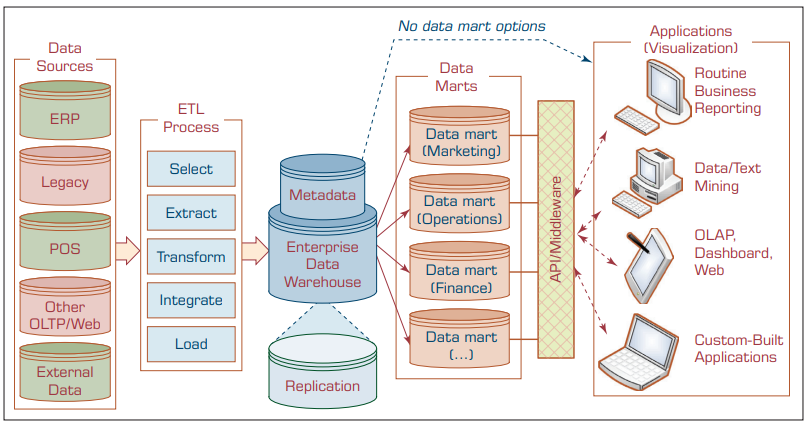 No data mart options
Data
Sources
ERP
Legacy
POS
Other
OLTP/Web
External
Data
ETL
Process
Select
Extract
Transform
Integrate
Load
Metadata
Enterprise
Data
Warehouse
Replication
Data
Marts
Data mart
(Marketing)
Data mart
(Operations)
Data mart
(Finance)
Data mart
(...)
API/Middleware
Applications
(Visualization)
Routine
Business
Reporting
Data/Text
Mining
OLAP,
Dashboard,
Web
Custom-Built
Applications